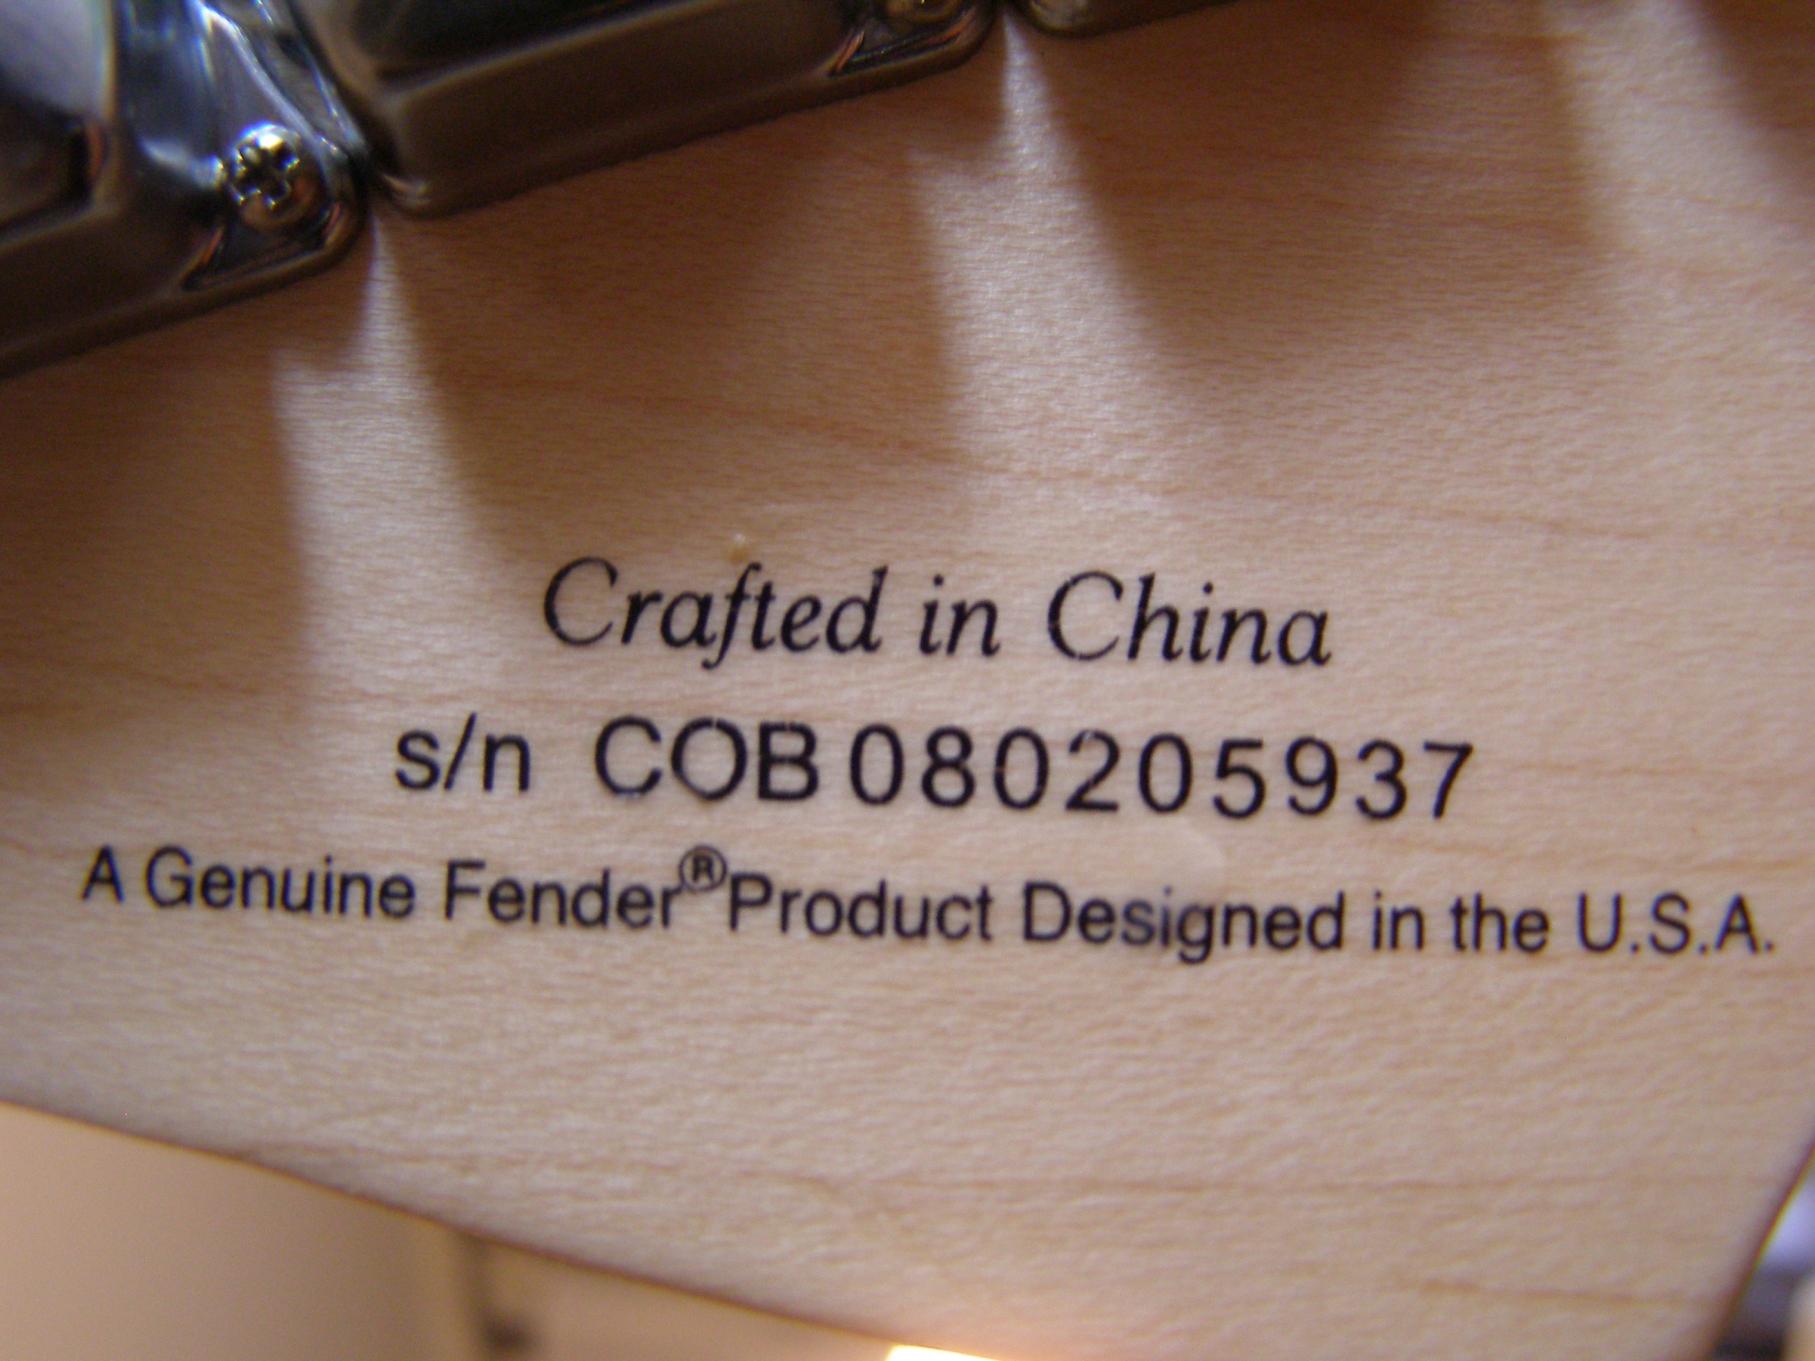 Crafted in China
s/n COB080205937
A Genuine Fender® Product Designed in the U.S.A.